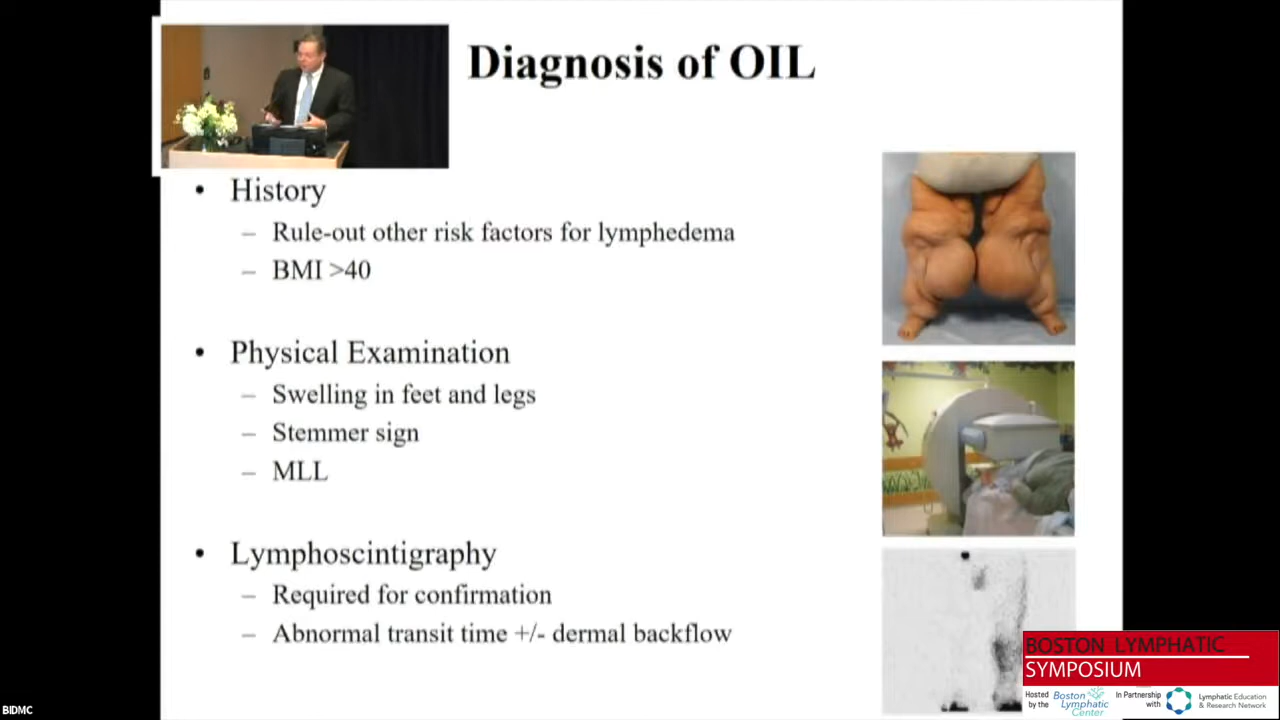 Diagnosis of OIL
• History
– Rule-out other risk factors for lymphedema
– BMI >40
• Physical Examination
– Swelling in feet and legs
– Stemmer sign
– MLL
• Lymphoscintigraphy
– Required for confirmation
– Abnormal transit time +/- dermal backflow
BOSTON LYMPHATIC
SYMPOSIUM
Hosted by the
Boston Lymphatic Center
In Partnership with
Lymphatic Education & Research Network
BIDMC